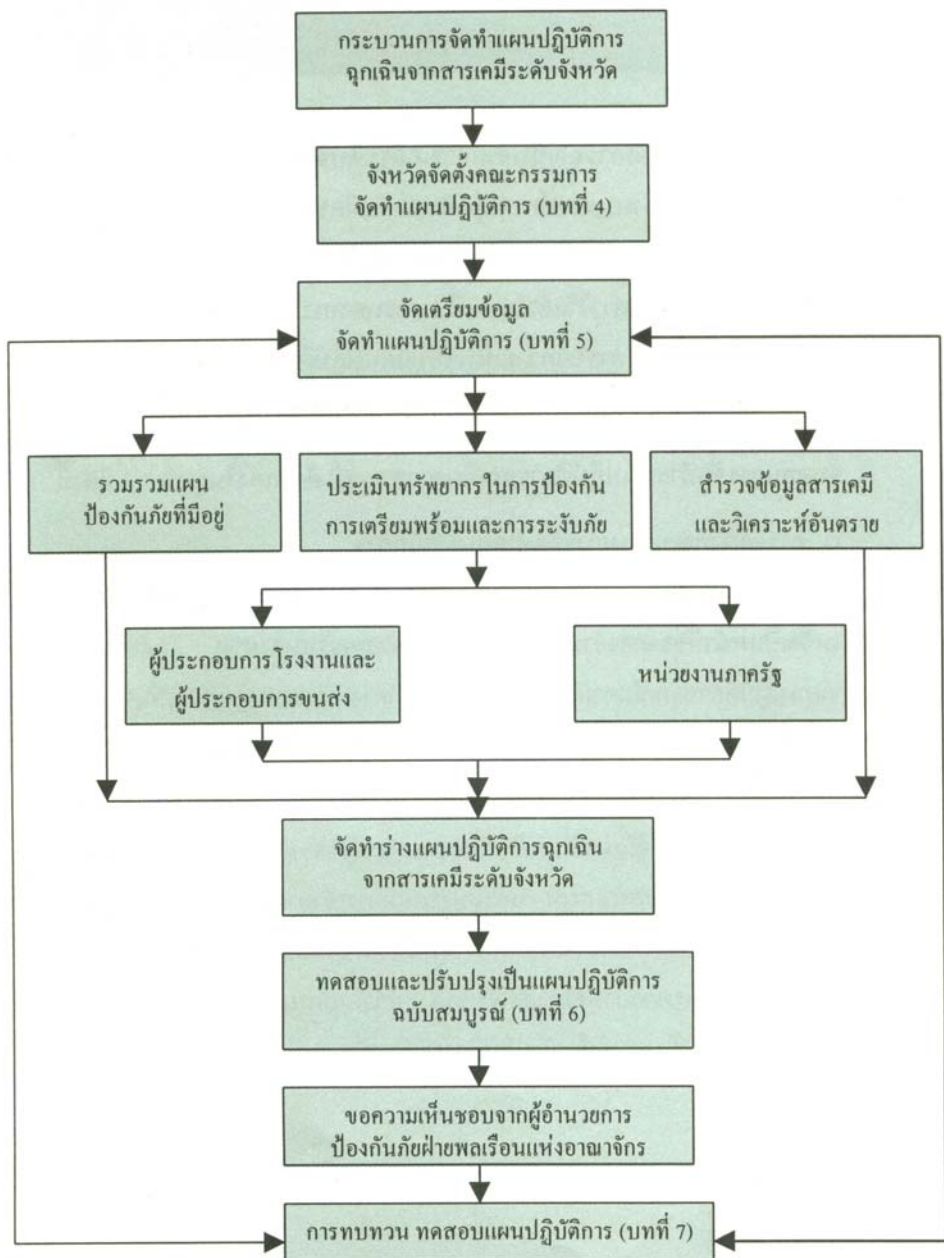 กระบวนการจัดทำแผนปฏิบัติการ
ฉุกเฉินจากสารเคมีระดับจังหวัด
จังหวัดจัดตั้งคณะกรรมการ
จัดทำแผนปฏิบัติการ (บทที่ 4)
จัดเตรียมข้อมูล
จัดทำแผนปฏิบัติการ (บทที่ 5)
รวมรวมแผน
ป้องกันภัยที่มีอยู่
ประเมินทรัพยากรในการป้องกัน
การเตรียมพร้อมและการระงับภัย
สำรวจข้อมูลสารเคมี
และวิเคราะห์อันตราย
ผู้ประกอบการโรงงานและ
ผู้ประกอบการขนส่ง
หน่วยงานภาครัฐ
จัดทำร่างแผนปฏิบัติการฉุกเฉิน
จากสารเคมีระดับจังหวัด
ทดสอบและปรับปรุงเป็นแผนปฏิบัติการ
ฉบับสมบูรณ์ (บทที่ 6)
ขอความเห็นชอบจากผู้อำนวยการ
ป้องกันภัยฝ่ายพลเรือนแห่งอาณาจักร
การทบทวน ทดสอบแผนปฏิบัติการ (บทที่ 7)